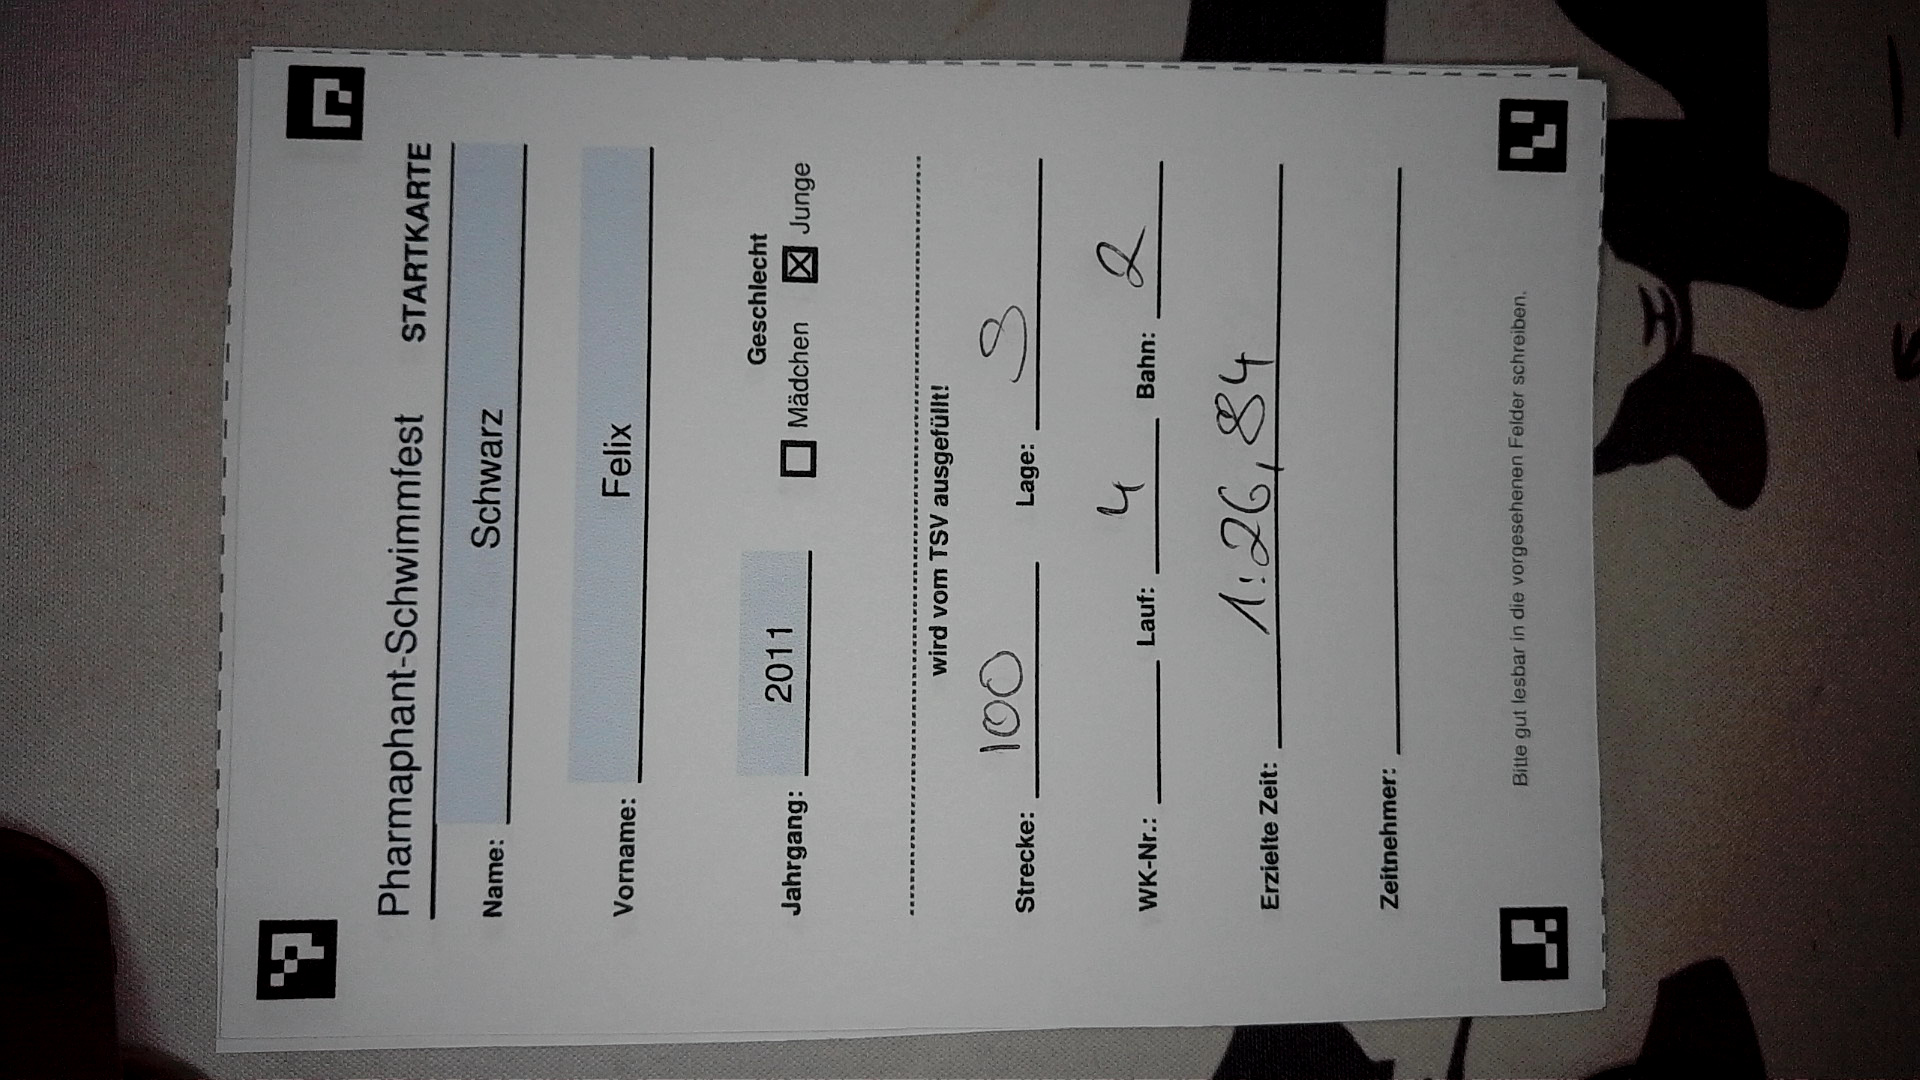 Pharmaphant-Schwimmfest STARTKARTE
Name: Schwarz
Vorname: Felix
Geschlecht
Jahrgang: 2011 Mädchen Junge
wird vom TSV ausgefüllt!
Strecke: 100 Lage: S
WK-Nr.: Lauf: 4 Bahn: 2
Erzielte Zeit: 1:26,84
Zeitnehmer:
Bitte gut lesbar in die vorgesehenen Felder schreiben.